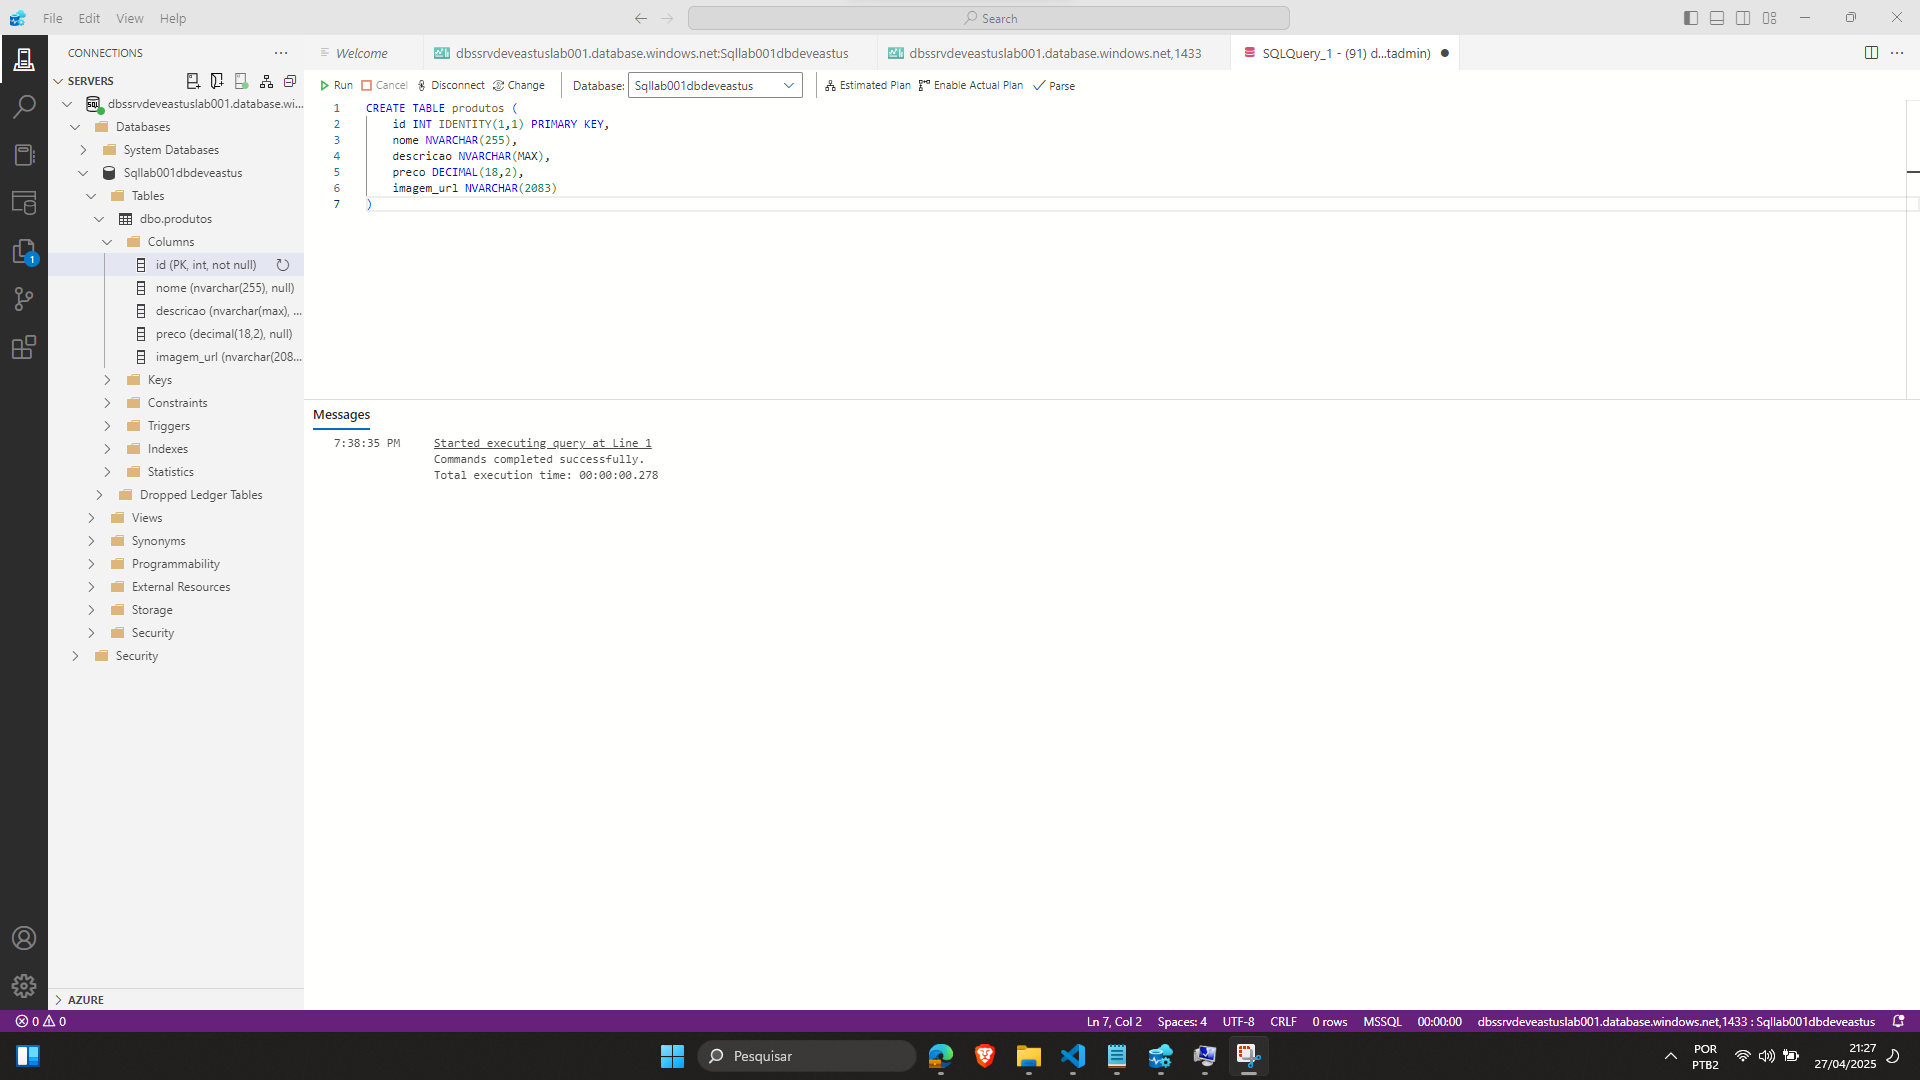 File Edit View Help
Search
CONNECTIONS
SERVERS
dbssrvdeveastuslab001.database.wi...
Databases
System Databases
Sqllab001dbdeveastus
Tables
dbo.produtos
Columns
id (PK, int, not null)
nome (nvarchar(255), null)
descricao (nvarchar(max), ...
preco (decimal(18,2), null)
imagem_url (nvarchar(208...
Keys
Constraints
Triggers
Indexes
Statistics
Dropped Ledger Tables
Views
Synonyms
Programmability
External Resources
Storage
Security
Security
AZURE
1
Welcome
dbssrvdeveastuslab001.database.windows.net:Sqllab001dbdeveastus
dbssrvdeveastuslab001.database.windows.net,1433
SQLQuery_1 - (91) d...tadmin)
Run Cancel Disconnect Change Database: Sqllab001dbdeveastus Estimated Plan Enable Actual Plan Parse
1 CREATE TABLE produtos (
2 id INT IDENTITY(1,1) PRIMARY KEY,
3 nome NVARCHAR(255),
4 descricao NVARCHAR(MAX),
5 preco DECIMAL(18,2),
6 imagem_url NVARCHAR(2083)
7 )
Messages
7:38:35 PM Started executing query at Line 1
Commands completed successfully.
Total execution time: 00:00:00.278
0 0
Ln 7, Col 2 Spaces: 4 UTF-8 CRLF 0 rows MSSQL 00:00:00 dbssrvdeveastuslab001.database.windows.net,1433 : Sqllab001dbdeveastus
Pesquisar
POR
PTB2
21:27
27/04/2025